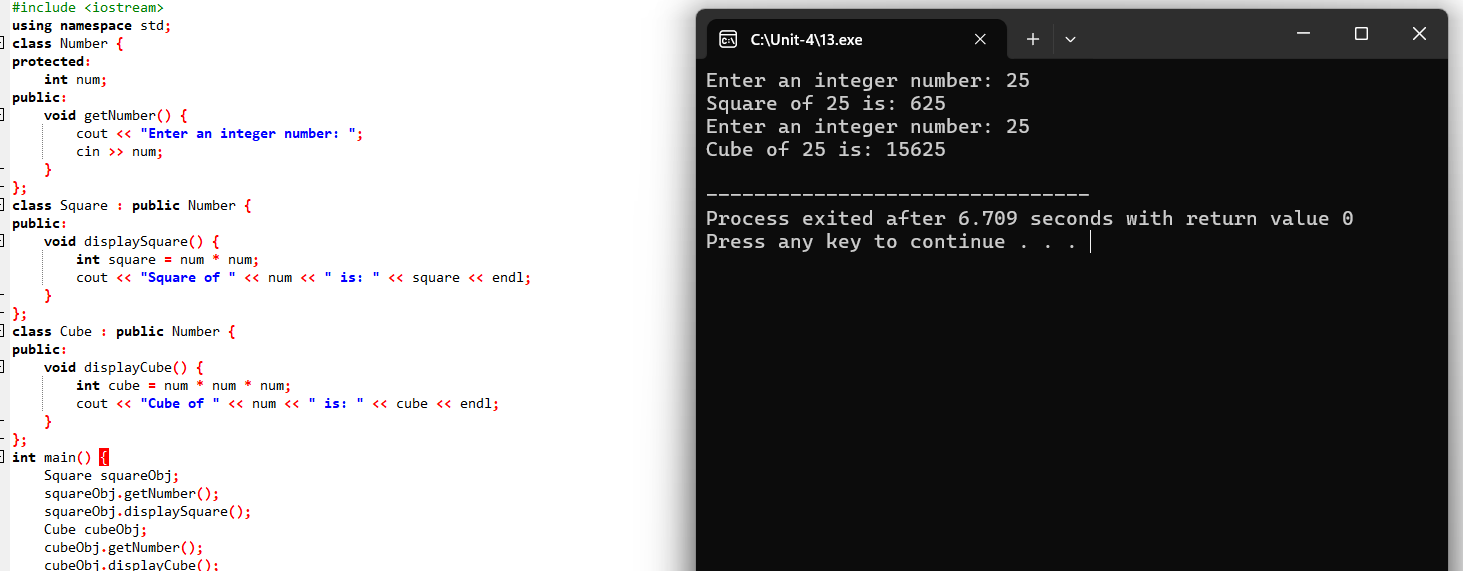 #include <iostream>
using namespace std;
class Number {
protected:
    int num;
public:
    void getNumber() {
        cout << "Enter an integer number: ";
        cin >> num;
    }
};
class Square : public Number {
public:
    void displaySquare() {
        int square = num * num;
        cout << "Square of " << num << " is: " << square << endl;
    }
};
class Cube : public Number {
public:
    void displayCube() {
        int cube = num * num * num;
        cout << "Cube of " << num << " is: " << cube << endl;
    }
};
int main() {
    Square squareObj;
    squareObj.getNumber();
    squareObj.displaySquare();
    Cube cubeObj;
    cubeObj.getNumber();
    cubeObj.displayCube();
C:\Unit-4\13.exe
Enter an integer number: 25
Square of 25 is: 625
Enter an integer number: 25
Cube of 25 is: 15625
--------------------------------
Process exited after 6.709 seconds with return value 0
Press any key to continue . . .